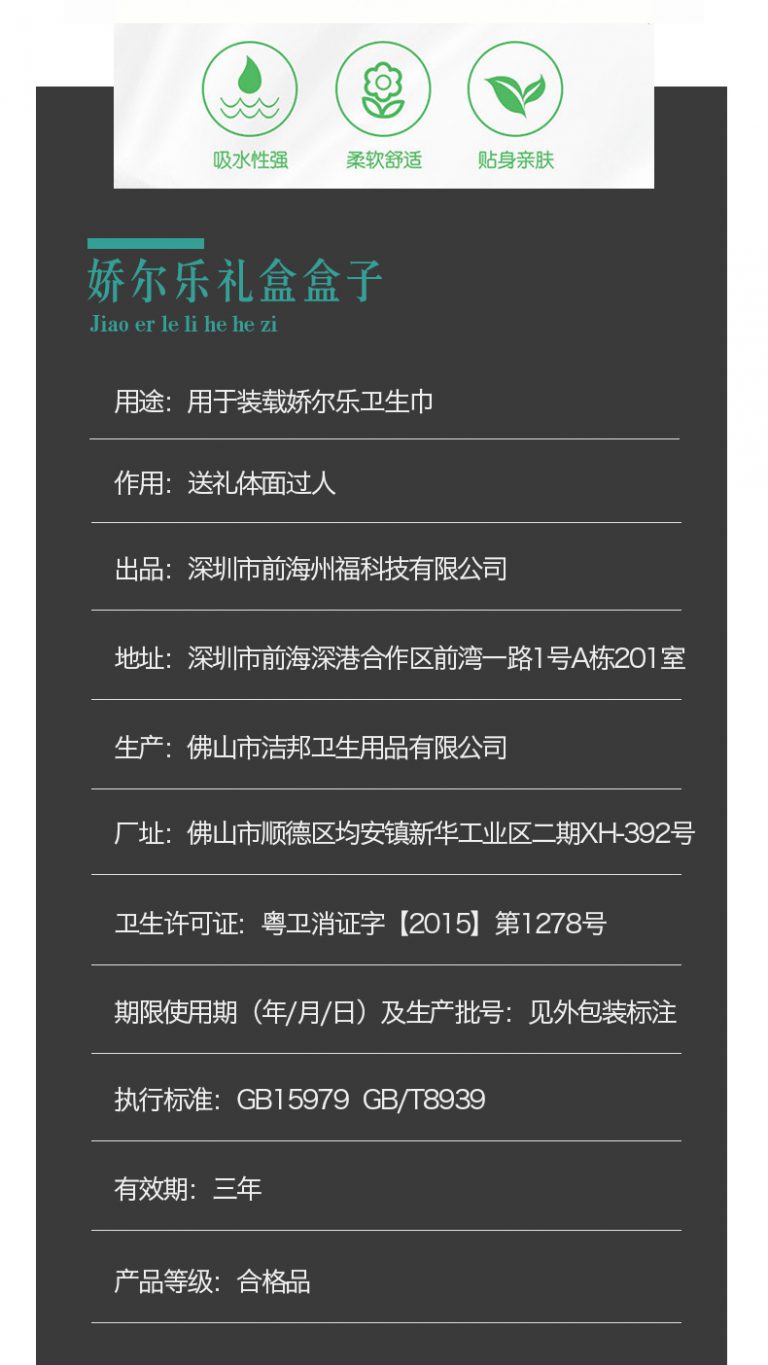 吸水性强 柔软舒适 贴身亲肤
娇尔乐礼盒盒子
Jiao er le li he he zi
用途：用于装载娇尔乐卫生巾
作用：送礼体面过人
出品：深圳市前海州福科技有限公司
地址：深圳市前海深港合作区前湾一路1号A栋201室
生产：佛山市洁邦卫生用品有限公司
厂址：佛山市顺德区均安镇新华工业区二期XH-392号
卫生许可证：粤卫消证字【2015】第1278号
期限使用期（年/月/日）及生产批号：见外包装标注
执行标准：GB15979 GB/T8939
有效期：三年
产品等级：合格品